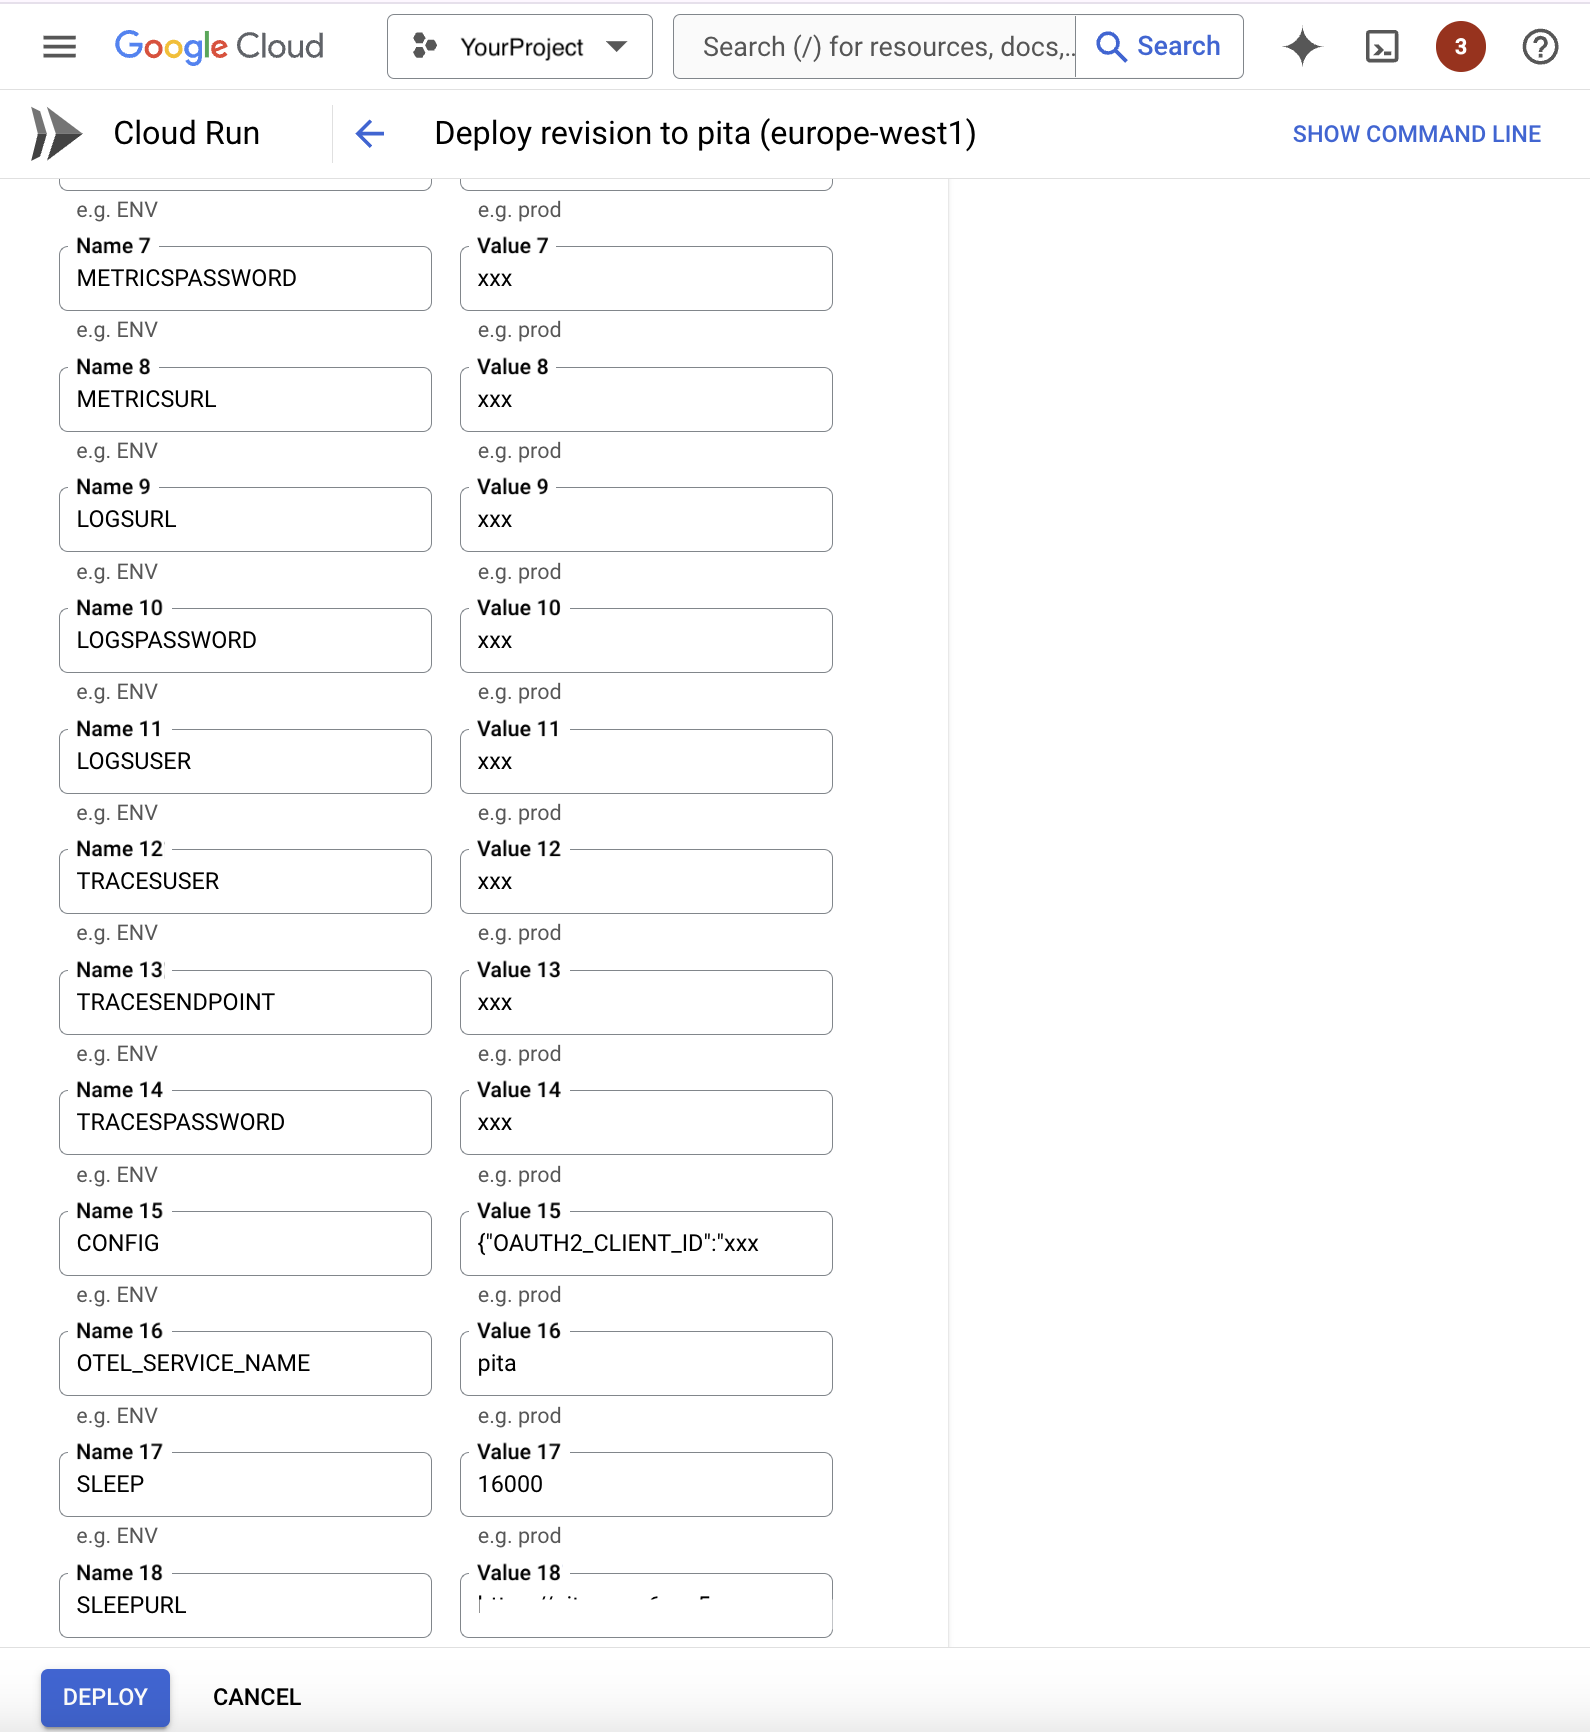 Google Cloud
YourProject
Search (/) for resources, docs,..
Search
3
Cloud Run
Deploy revision to pita (europe-west1)
SHOW COMMAND LINE
e.g. ENV
e.g. prod
Name 7
Value 7
METRICSPASSWORD
xxx
e.g. ENV
e.g. prod
Name 8
Value 8
METRICSURL
xxx
e.g. ENV
e.g. prod
Name 9
Value 9
LOGSURL
xxx
e.g. ENV
e.g. prod
Name 10
Value 10
LOGSPASSWORD
xxx
e.g. ENV
e.g. prod
Name 11
Value 11
LOGSUSER
xxx
e.g. ENV
e.g. prod
Name 12
Value 12
TRACESUSER
xxx
e.g. ENV
e.g. prod
Name 13
Value 13
TRACESENDPOINT
xxx
e.g. ENV
e.g. prod
Name 14
Value 14
TRACESPASSWORD
xxx
e.g. ENV
e.g. prod
Name 15
Value 15
CONFIG
{"OAUTH2_CLIENT_ID":"xxx
e.g. ENV
e.g. prod
Name 16
Value 16
OTEL_SERVICE_NAME
pita
e.g. ENV
e.g. prod
Name 17
Value 17
SLEEP
16000
e.g. ENV
e.g. prod
Name 18
Value 18
SLEEPURL
DEPLOY
CANCEL